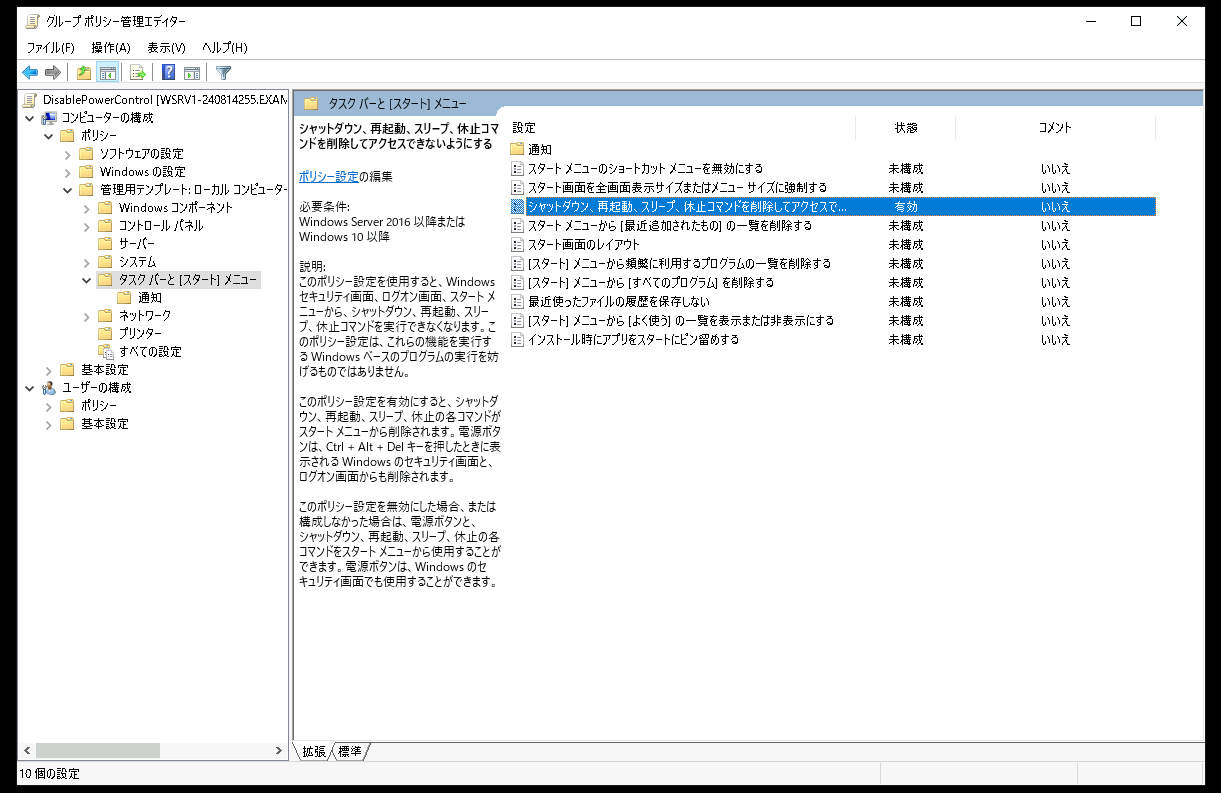 グループ ポリシー管理エディター
ファイル(F) 操作(A) 表示(V) ヘルプ(H)
DisablePowerControl [WSRV1-240814255.EXAM
コンピューターの構成
ポリシー
ソフトウェアの設定
Windows の設定
管理用テンプレート: ローカル コンピューター
Windows コンポーネント
コントロール パネル
サーバー
システム
タスク バーと [スタート] メニュー
通知
ネットワーク
プリンター
すべての設定
基本設定
ユーザーの構成
ポリシー
基本設定
タスク バーと [スタート] メニュー
シャットダウン、再起動、スリープ、休止コマ
ンドを削除してアクセスできないようにする
ポリシー設定の編集
必要条件:
Windows Server 2016 以降または
Windows 10 以降
説明:
このポリシー設定を使用すると、Windows
セキュリティ画面、ログオン画面、スタート メ
ニューから、シャットダウン、再起動、スリー
プ、休止コマンドを実行できなくなります。こ
のポリシー設定は、これらの機能を実行す
る Windows ベースのプログラムの実行を妨
げるものではありません。
このポリシー設定を有効にすると、シャットダ
ウン、再起動、スリープ、休止の各コマンドが
スタート メニューから削除されます。電源ボタ
ンは、Ctrl + Alt + Del キーを押したときに表
示される Windows のセキュリティ画面と、
ログオン画面からも削除されます。
このポリシー設定を無効にした場合、または
構成しなかった場合は、電源ボタンと、
シャットダウン、再起動、スリープ、休止の各
コマンドをスタート メニューから使用することが
できます。電源ボタンは、Windows のセ
キュリティ画面でも使用することができます。
設定 状態 コメント
通知
スタート メニューのショートカット メニューを無効にする 未構成 いいえ
スタート画面を全画面表示サイズまたはメニュー サイズに強制する 未構成 いいえ
シャットダウン、再起動、スリープ、休止コマンドを削除してアクセスで... 有効 いいえ
スタート メニューから [最近追加されたもの] の一覧を削除する 未構成 いいえ
スタート画面のレイアウト 未構成 いいえ
[スタート] メニューから頻繁に利用するプログラムの一覧を削除する 未構成 いいえ
[スタート] メニューから [すべてのプログラム] を削除する 未構成 いいえ
最近使ったファイルの履歴を保存しない 未構成 いいえ
[スタート] メニューから [よく使う] の一覧を表示または非表示にする 未構成 いいえ
インストール時にアプリをスタートにピン留めする 未構成 いいえ
拡張 標準
10 個の設定